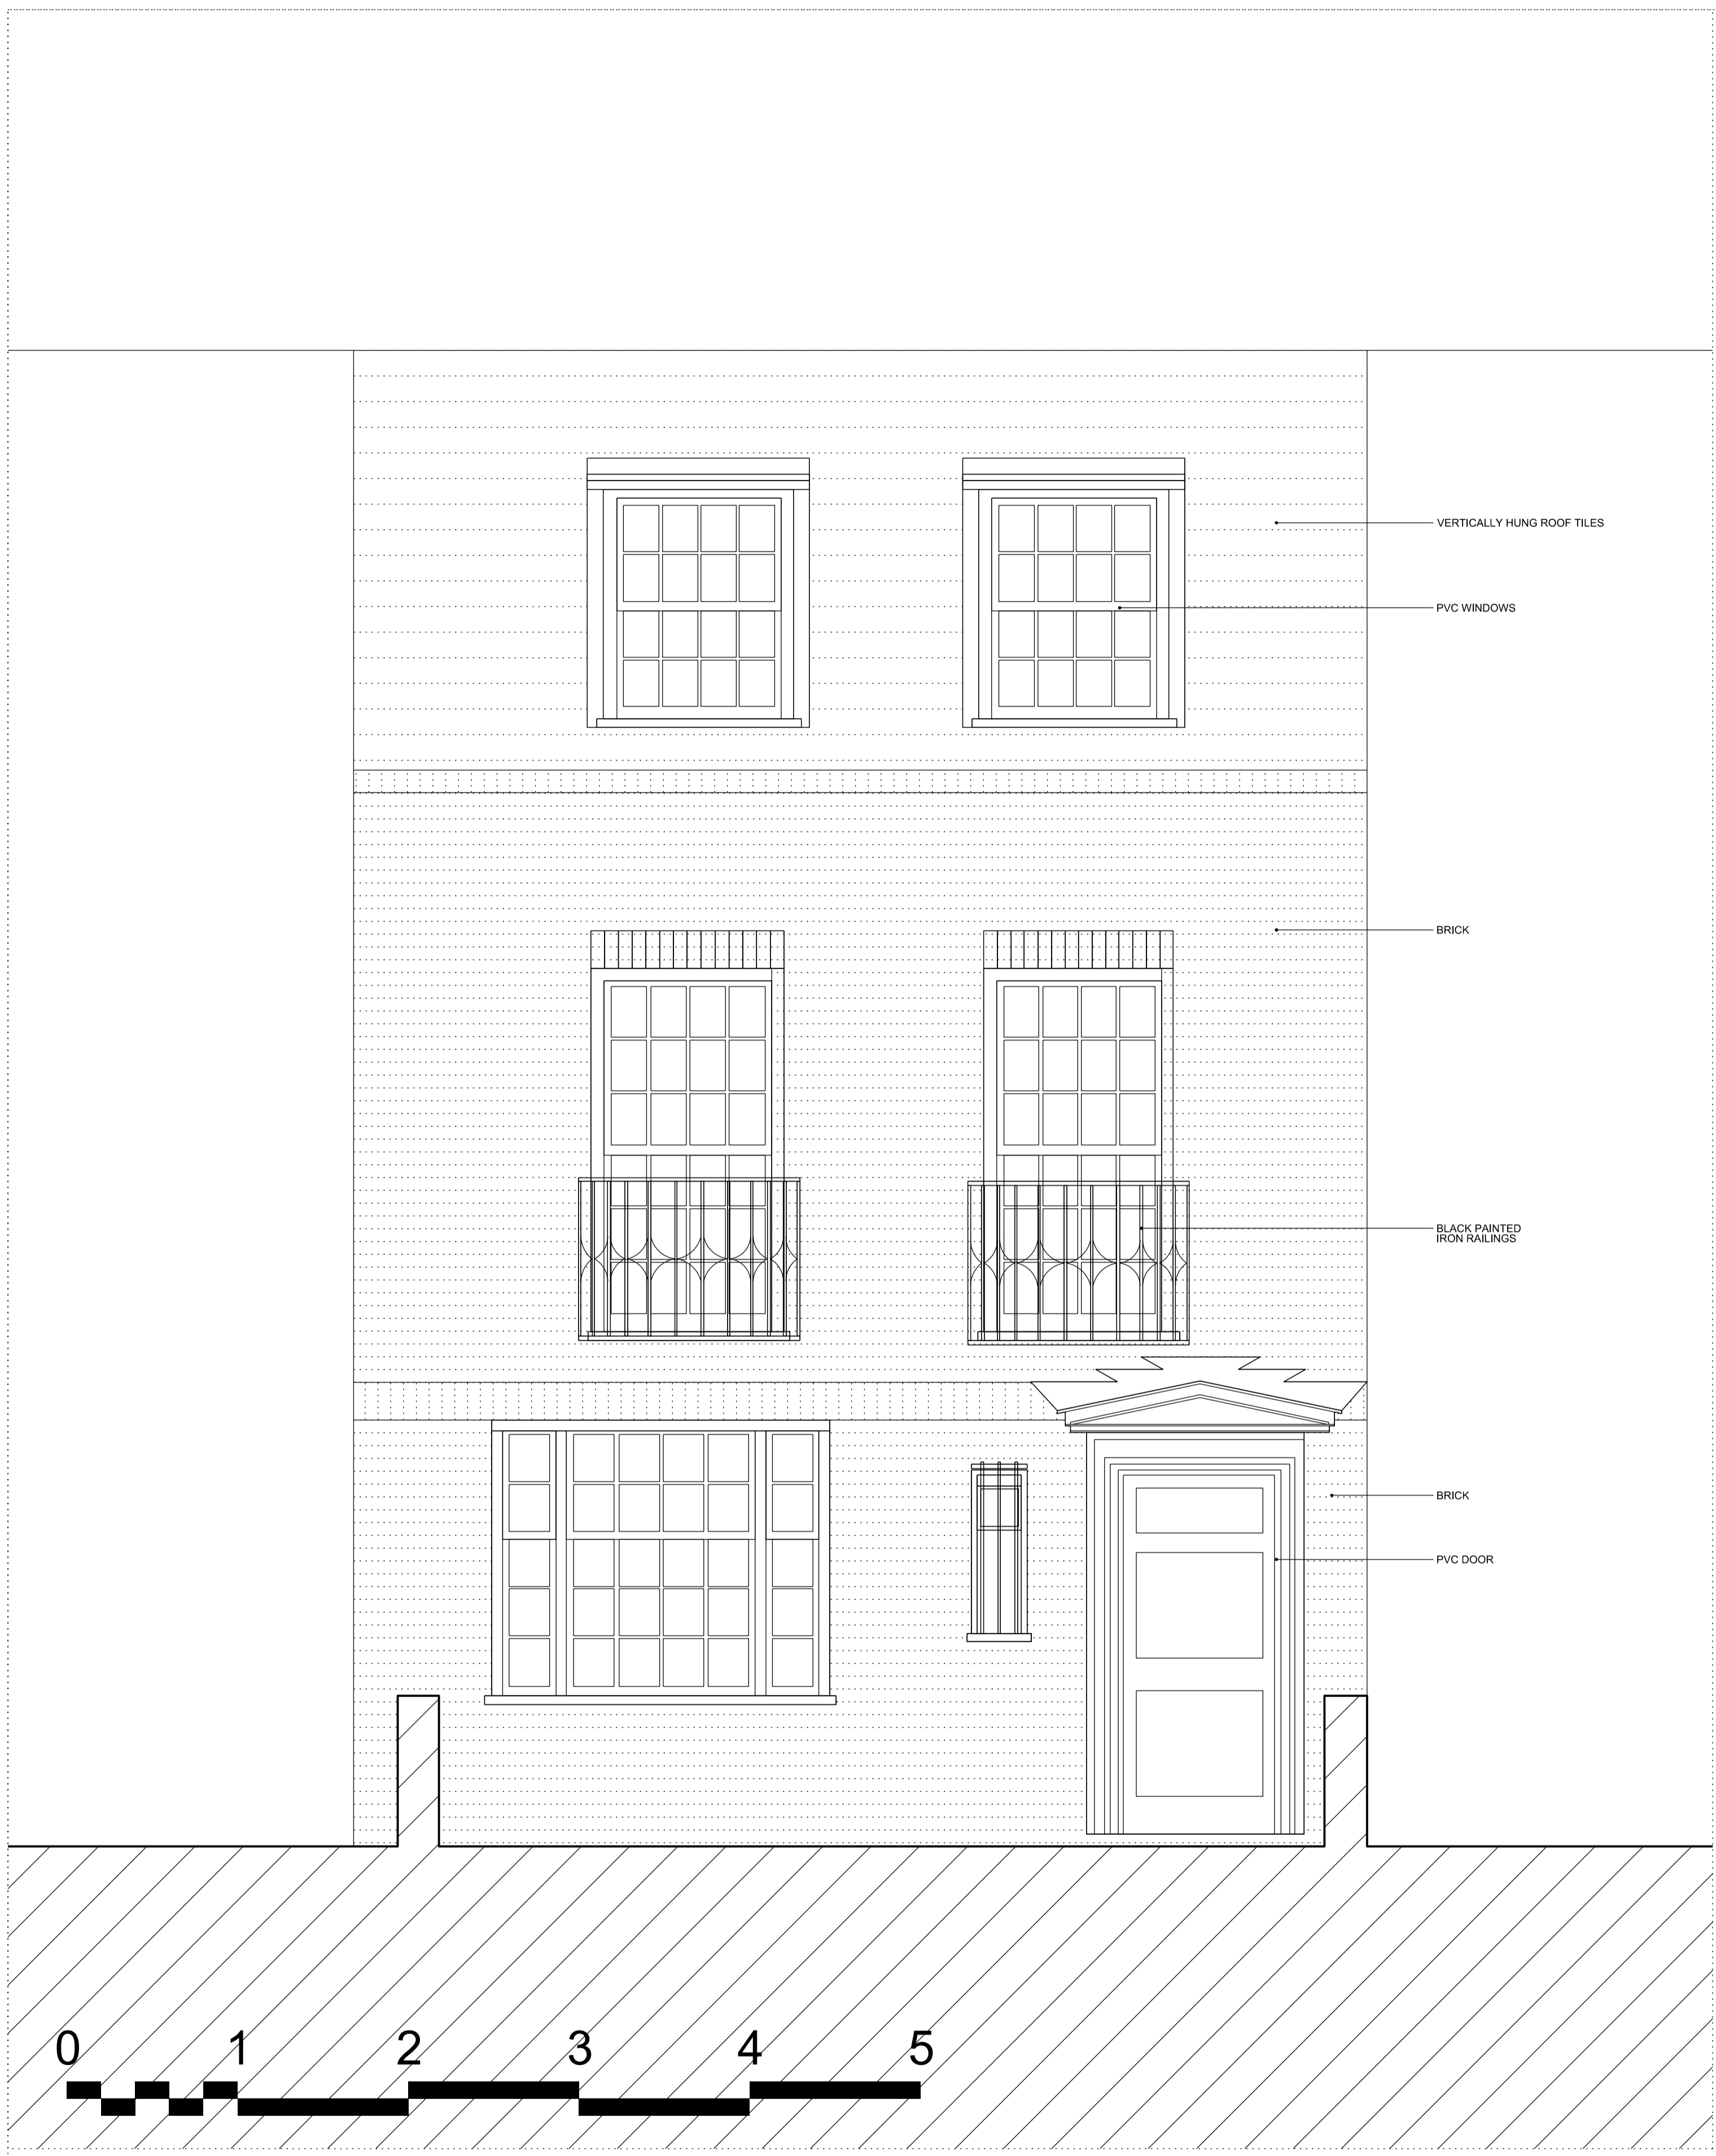 VERTICALLY HUNG ROOF TILES
PVC WINDOWS
BRICK
BLACK PAINTED
IRON RAILINGS
BRICK
PVC DOOR
0 1 2 3 4 5